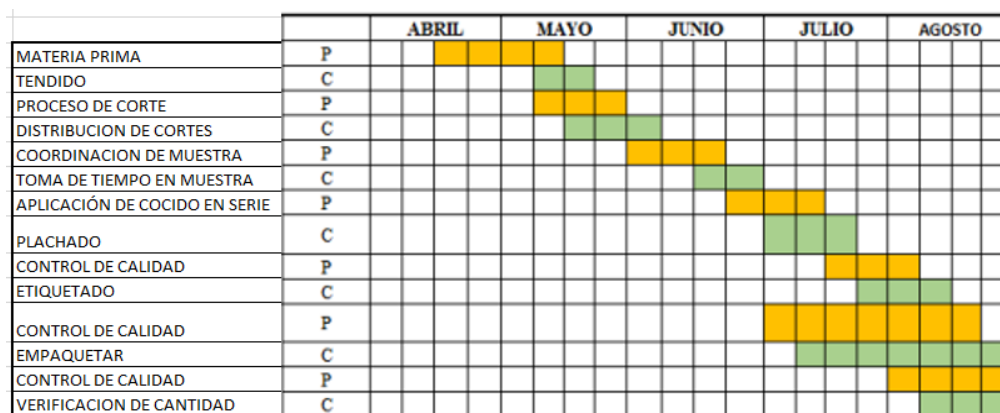 ABRIL MAYO JUNIO JULIO AGOSTO
MATERIA PRIMA P
TENDIDO C
PROCESO DE CORTE P
DISTRIBUCION DE CORTES C
COORDINACION DE MUESTRA P
TOMA DE TIEMPO EN MUESTRA C
APLICACIÓN DE COCIDO EN SERIE P
PLACHADO C
CONTROL DE CALIDAD P
ETIQUETADO C
CONTROL DE CALIDAD P
EMPAQUETAR C
CONTROL DE CALIDAD P
VERIFICACION DE CANTIDAD C